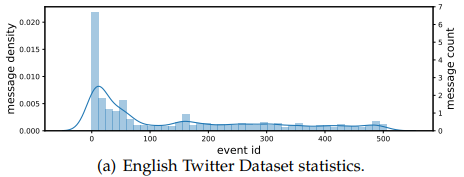 message density
0.020
0.015
0.010
0.005
0.000
7
6
5
4
3
2
1
0
message count
0 100 200 300 400 500
event id
(a) English Twitter Dataset statistics.